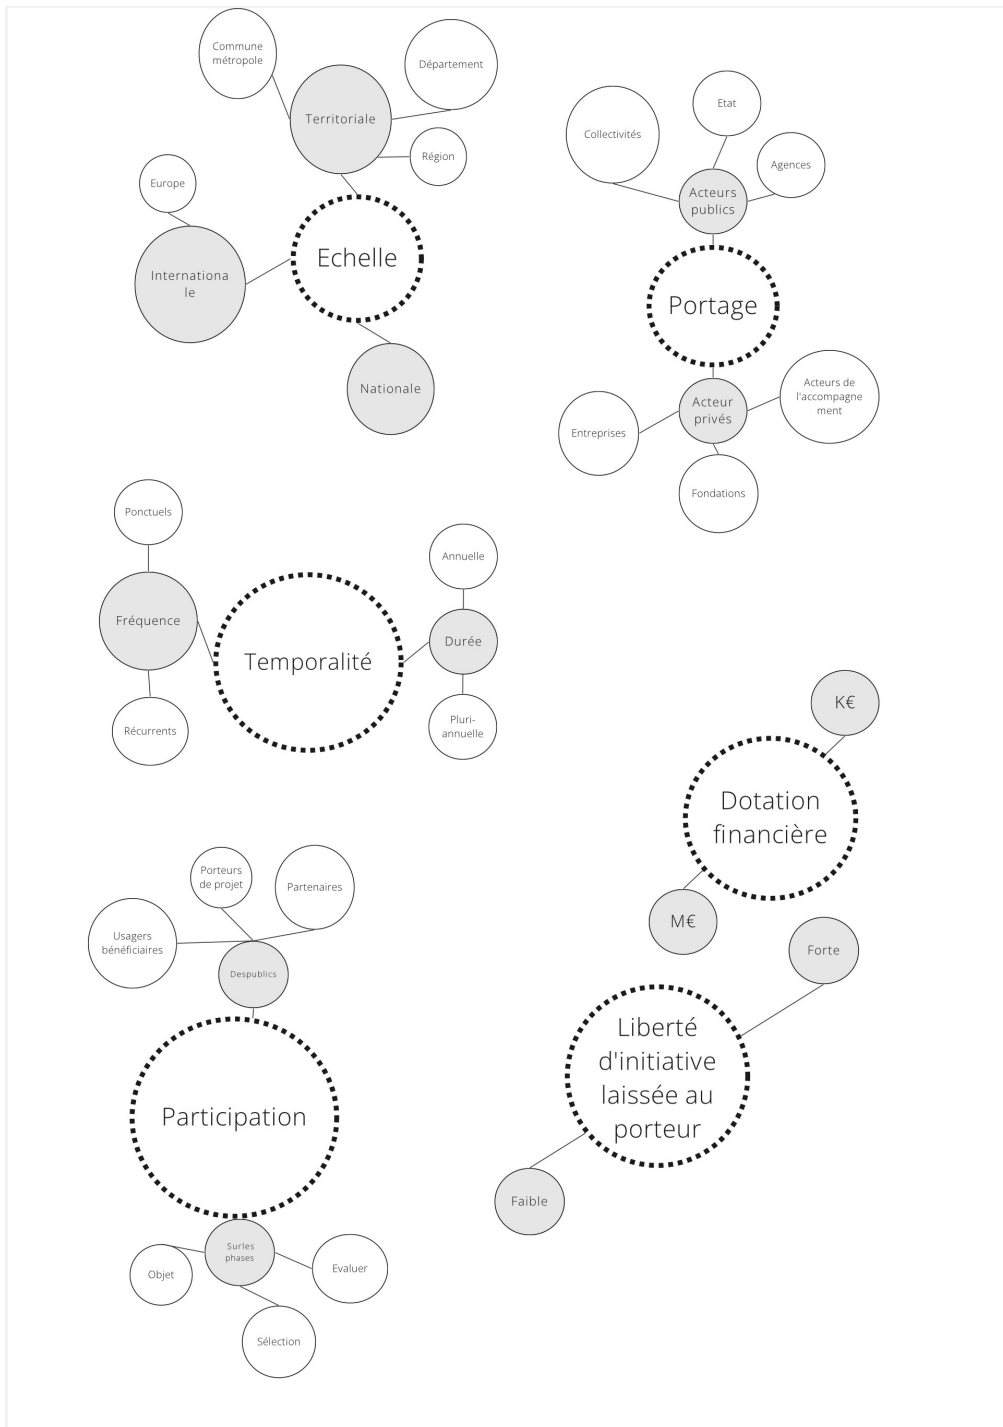 Commune
métropole
Département
Territoriale
Région
Europe
Internationa
le
Echelle
Nationale
Etat
Collectivités
Agences
Acteurs
publics
Portage
Acteurs de
l'accompagne
ment
Acteur
privés
Entreprises
Fondations
Ponctuels
Annuelle
Fréquence
Durée
Temporalité
Récurrents
Pluri-
annuelle
K€
Dotation
financière
M€
Forte
Liberté
d'initiative
laissée au
porteur
Faible
Porteurs
de projet
Partenaires
Usagers
bénéficiaires
Despublics
Participation
Surles
phases
Objet
Evaluer
Sélection